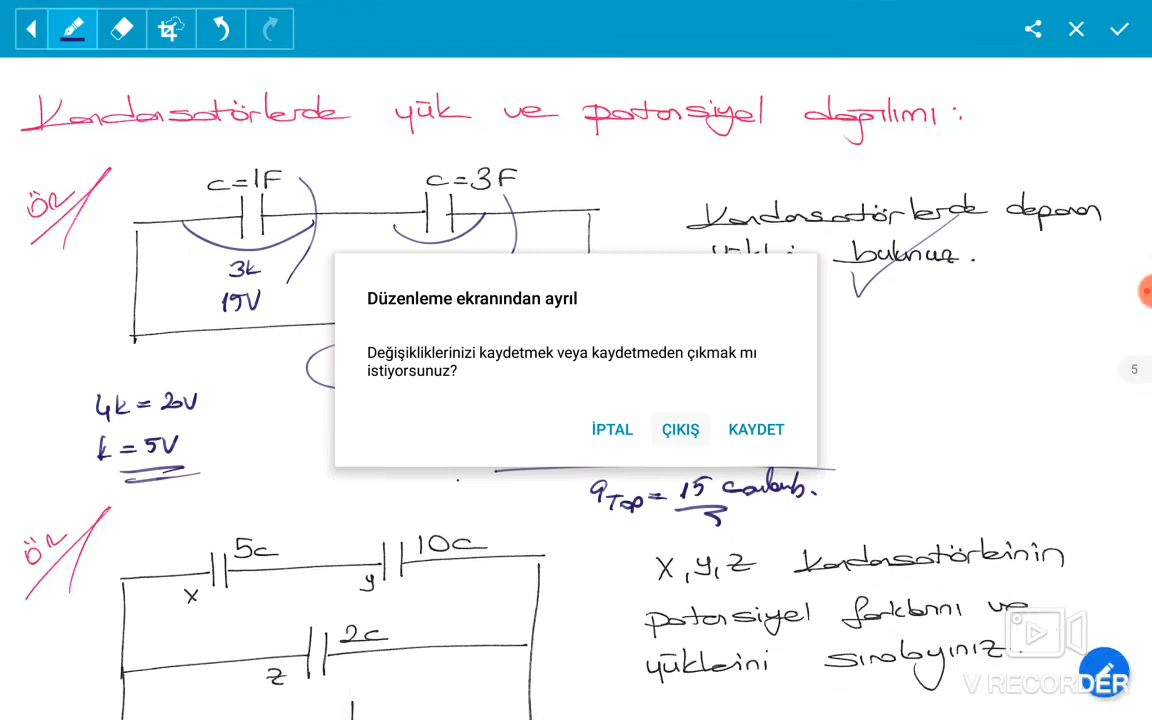 Kondansatörlerde yük ve potansiyel dağılımı:
ÖR
C=1F
C=3F
Kondansatörlerde depolanan
bulunuz.
3k
15V
Düzenleme ekranından ayrıl
Değişikliklerinizi kaydetmek veya kaydetmeden çıkmak mı
istiyorsunuz?
İPTAL
ÇIKIŞ
KAYDET
5
4k = 20V
k = 5V
qTop = 15 coulomb.
ÖR
5C
10C
x
y
2C
z
x, y, z kondansatörlerinin
potansiyel farklarını ve
yüklerini sıralayınız.
V RECORDER